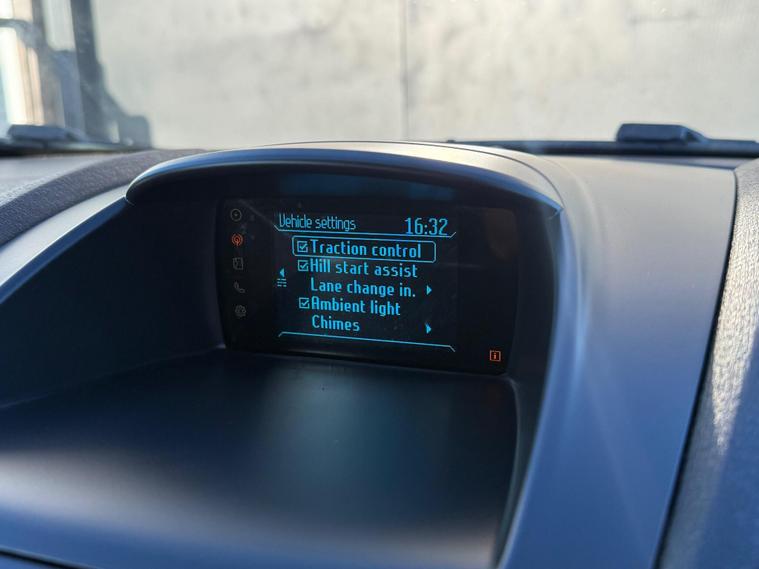 Vehicle settings 16:32
Traction control
Hill start assist
Lane change in.
Ambient light
Chimes